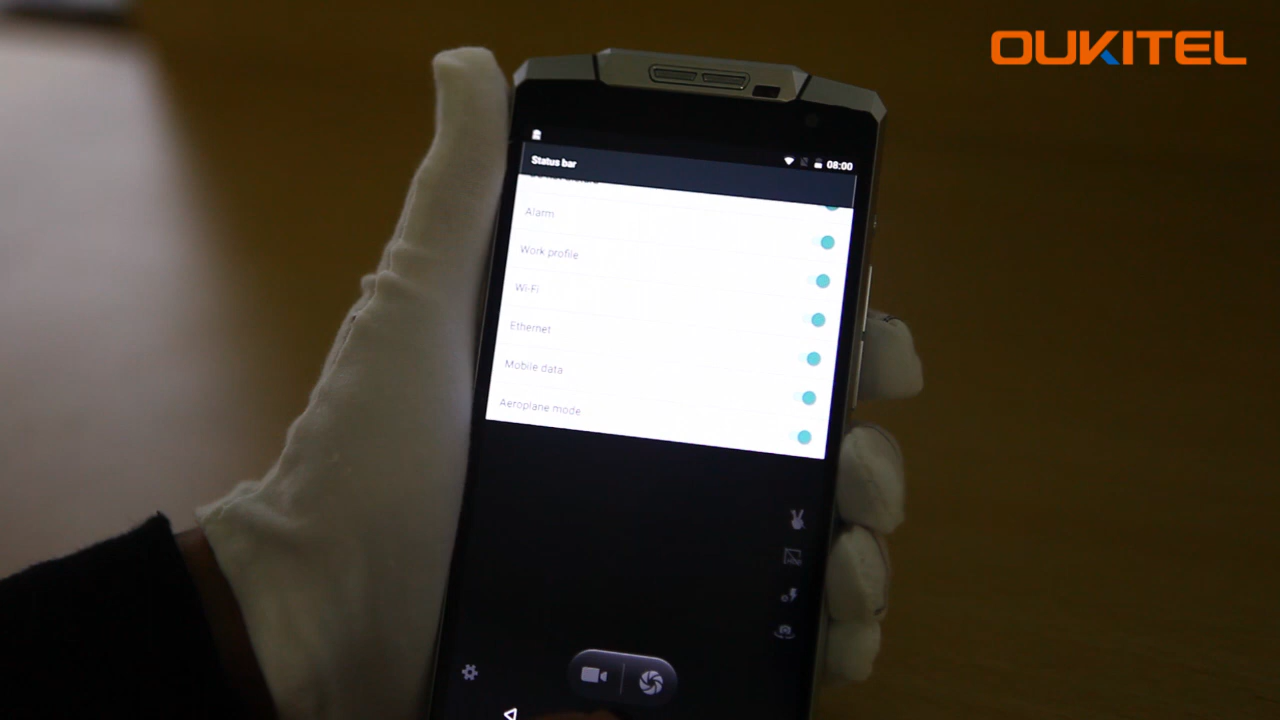 OUKITEL
08:00
Status bar
Alarm
Work profile
Wi-Fi
Ethernet
Mobile data
Aeroplane mode